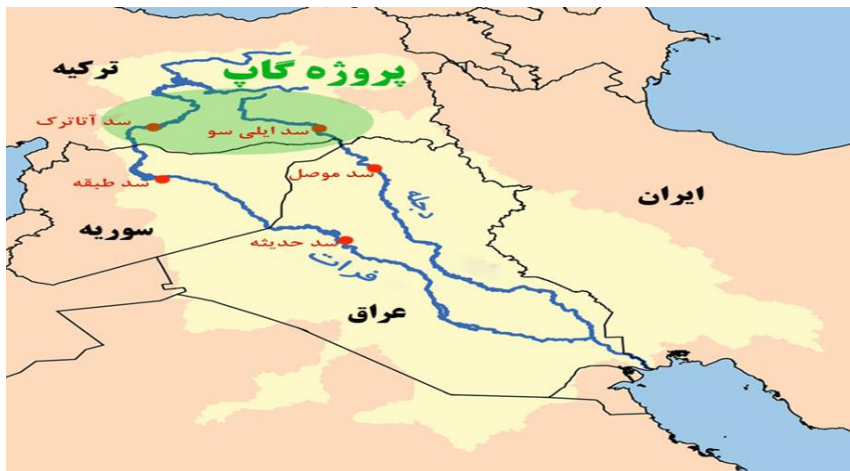 پروژه گاپ
ترکیه
سد آتاترک
سد ایلی سو
سد موصل
سد طبقه
دجله
ایران
سوریه
سد حدیثه
فرات
عراق